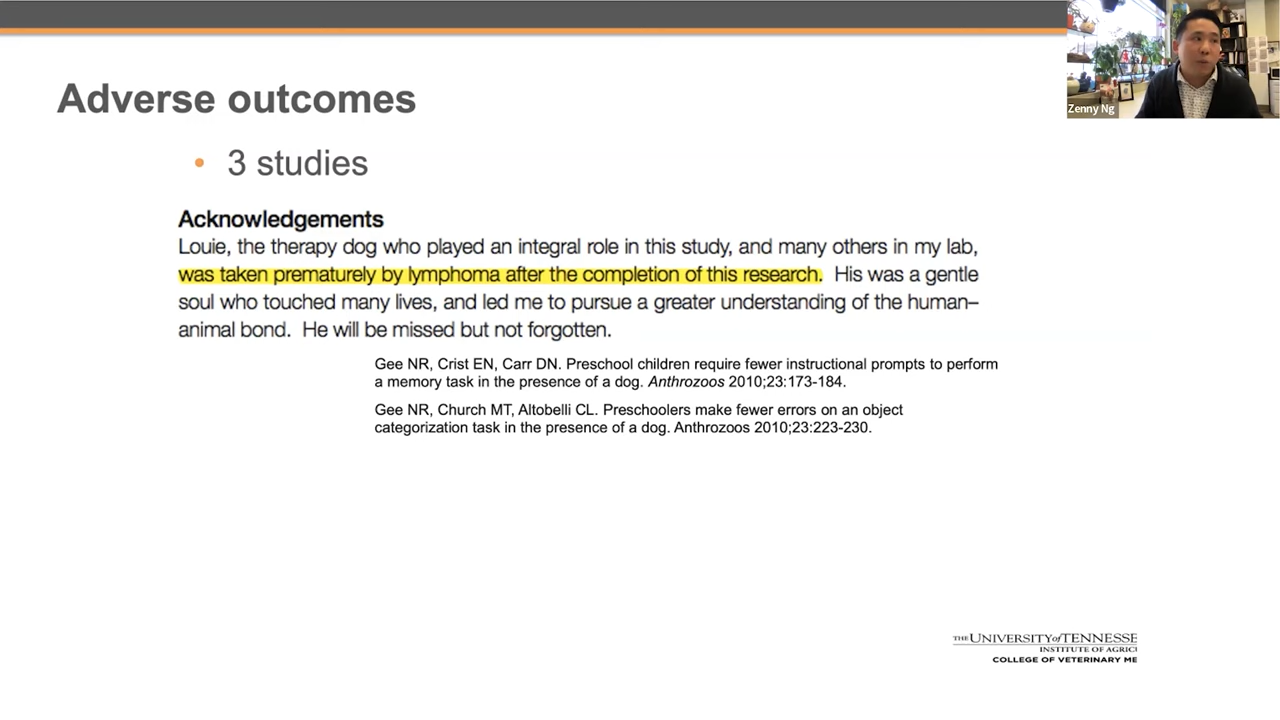 Adverse outcomes
Zenny Ng
• 3 studies
Acknowledgements
Louie, the therapy dog who played an integral role in this study, and many others in my lab,
was taken prematurely by lymphoma after the completion of this research. His was a gentle
soul who touched many lives, and led me to pursue a greater understanding of the human–
animal bond. He will be missed but not forgotten.
Gee NR, Crist EN, Carr DN. Preschool children require fewer instructional prompts to perform
a memory task in the presence of a dog. Anthrozoos 2010;23:173-184.
Gee NR, Church MT, Altobelli CL. Preschoolers make fewer errors on an object
categorization task in the presence of a dog. Anthrozoos 2010;23:223-230.
THE UNIVERSITY of TENNESSE
INSTITUTE OF AGRIC
COLLEGE OF VETERINARY ME